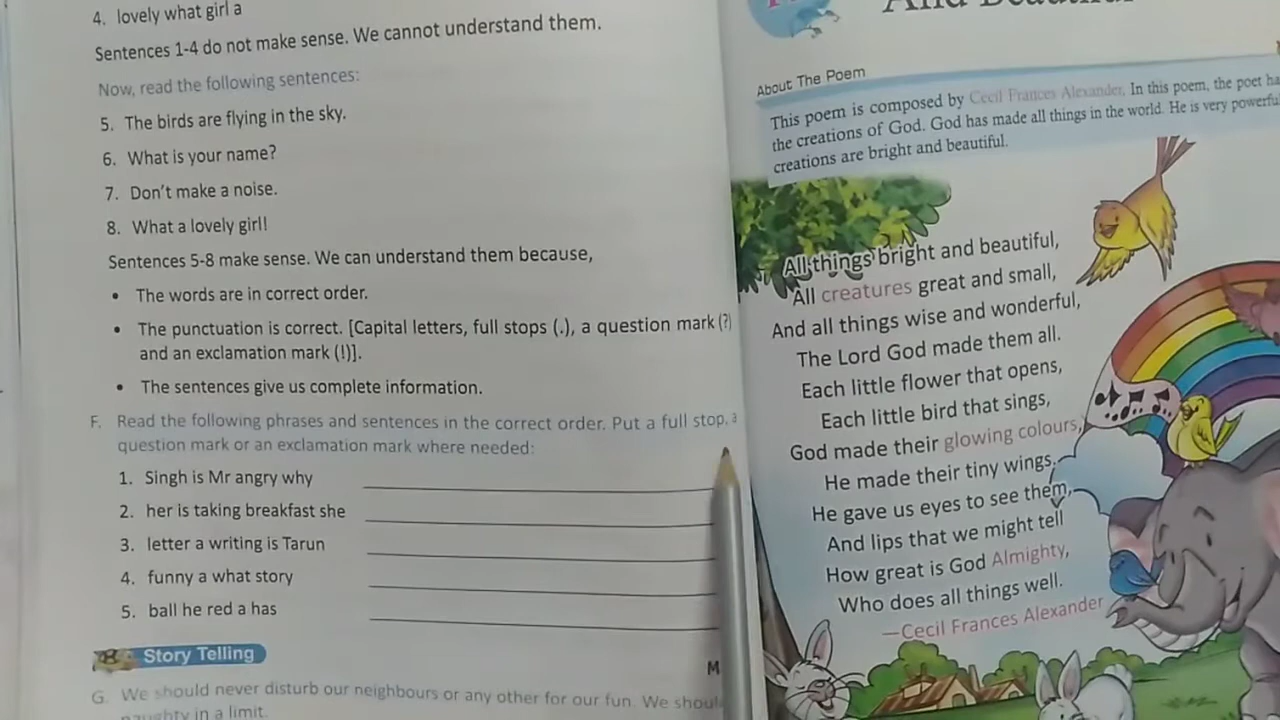 4. lovely what girl a
Sentences 1-4 do not make sense. We cannot understand them.
Now, read the following sentences:
5. The birds are flying in the sky.
6. What is your name?
7. Don't make a noise.
8. What a lovely girl!
Sentences 5-8 make sense. We can understand them because,
• The words are in correct order.
• The punctuation is correct. [Capital letters, full stops (.), a question mark (?)
and an exclamation mark (!)].
• The sentences give us complete information.
F. Read the following phrases and sentences in the correct order. Put a full stop, a
question mark or an exclamation mark where needed:
1. Singh is Mr angry why
2. her is taking breakfast she
3. letter a writing is Tarun
4. funny a what story
5. ball he red a has
Story Telling
M
G. We should never disturb our neighbours or any other for our fun. We
naughty in a limit.
And Beautiful
About The Poem
This poem is composed by Cecil Frances Alexander. In this poem, the poet
the creations of God. God has made all things in the world. He is very
creations are bright and beautiful.
All things bright and beautiful,
All creatures great and small,
And all things wise and wonderful,
The Lord God made them all.
Each little flower that opens,
Each little bird that sings,
God made their glowing colours,
He made their tiny wings.
He gave us eyes to see them,
And lips that we might tell
How great is God Almighty,
Who does all things well.
—Cecil Frances Alexander